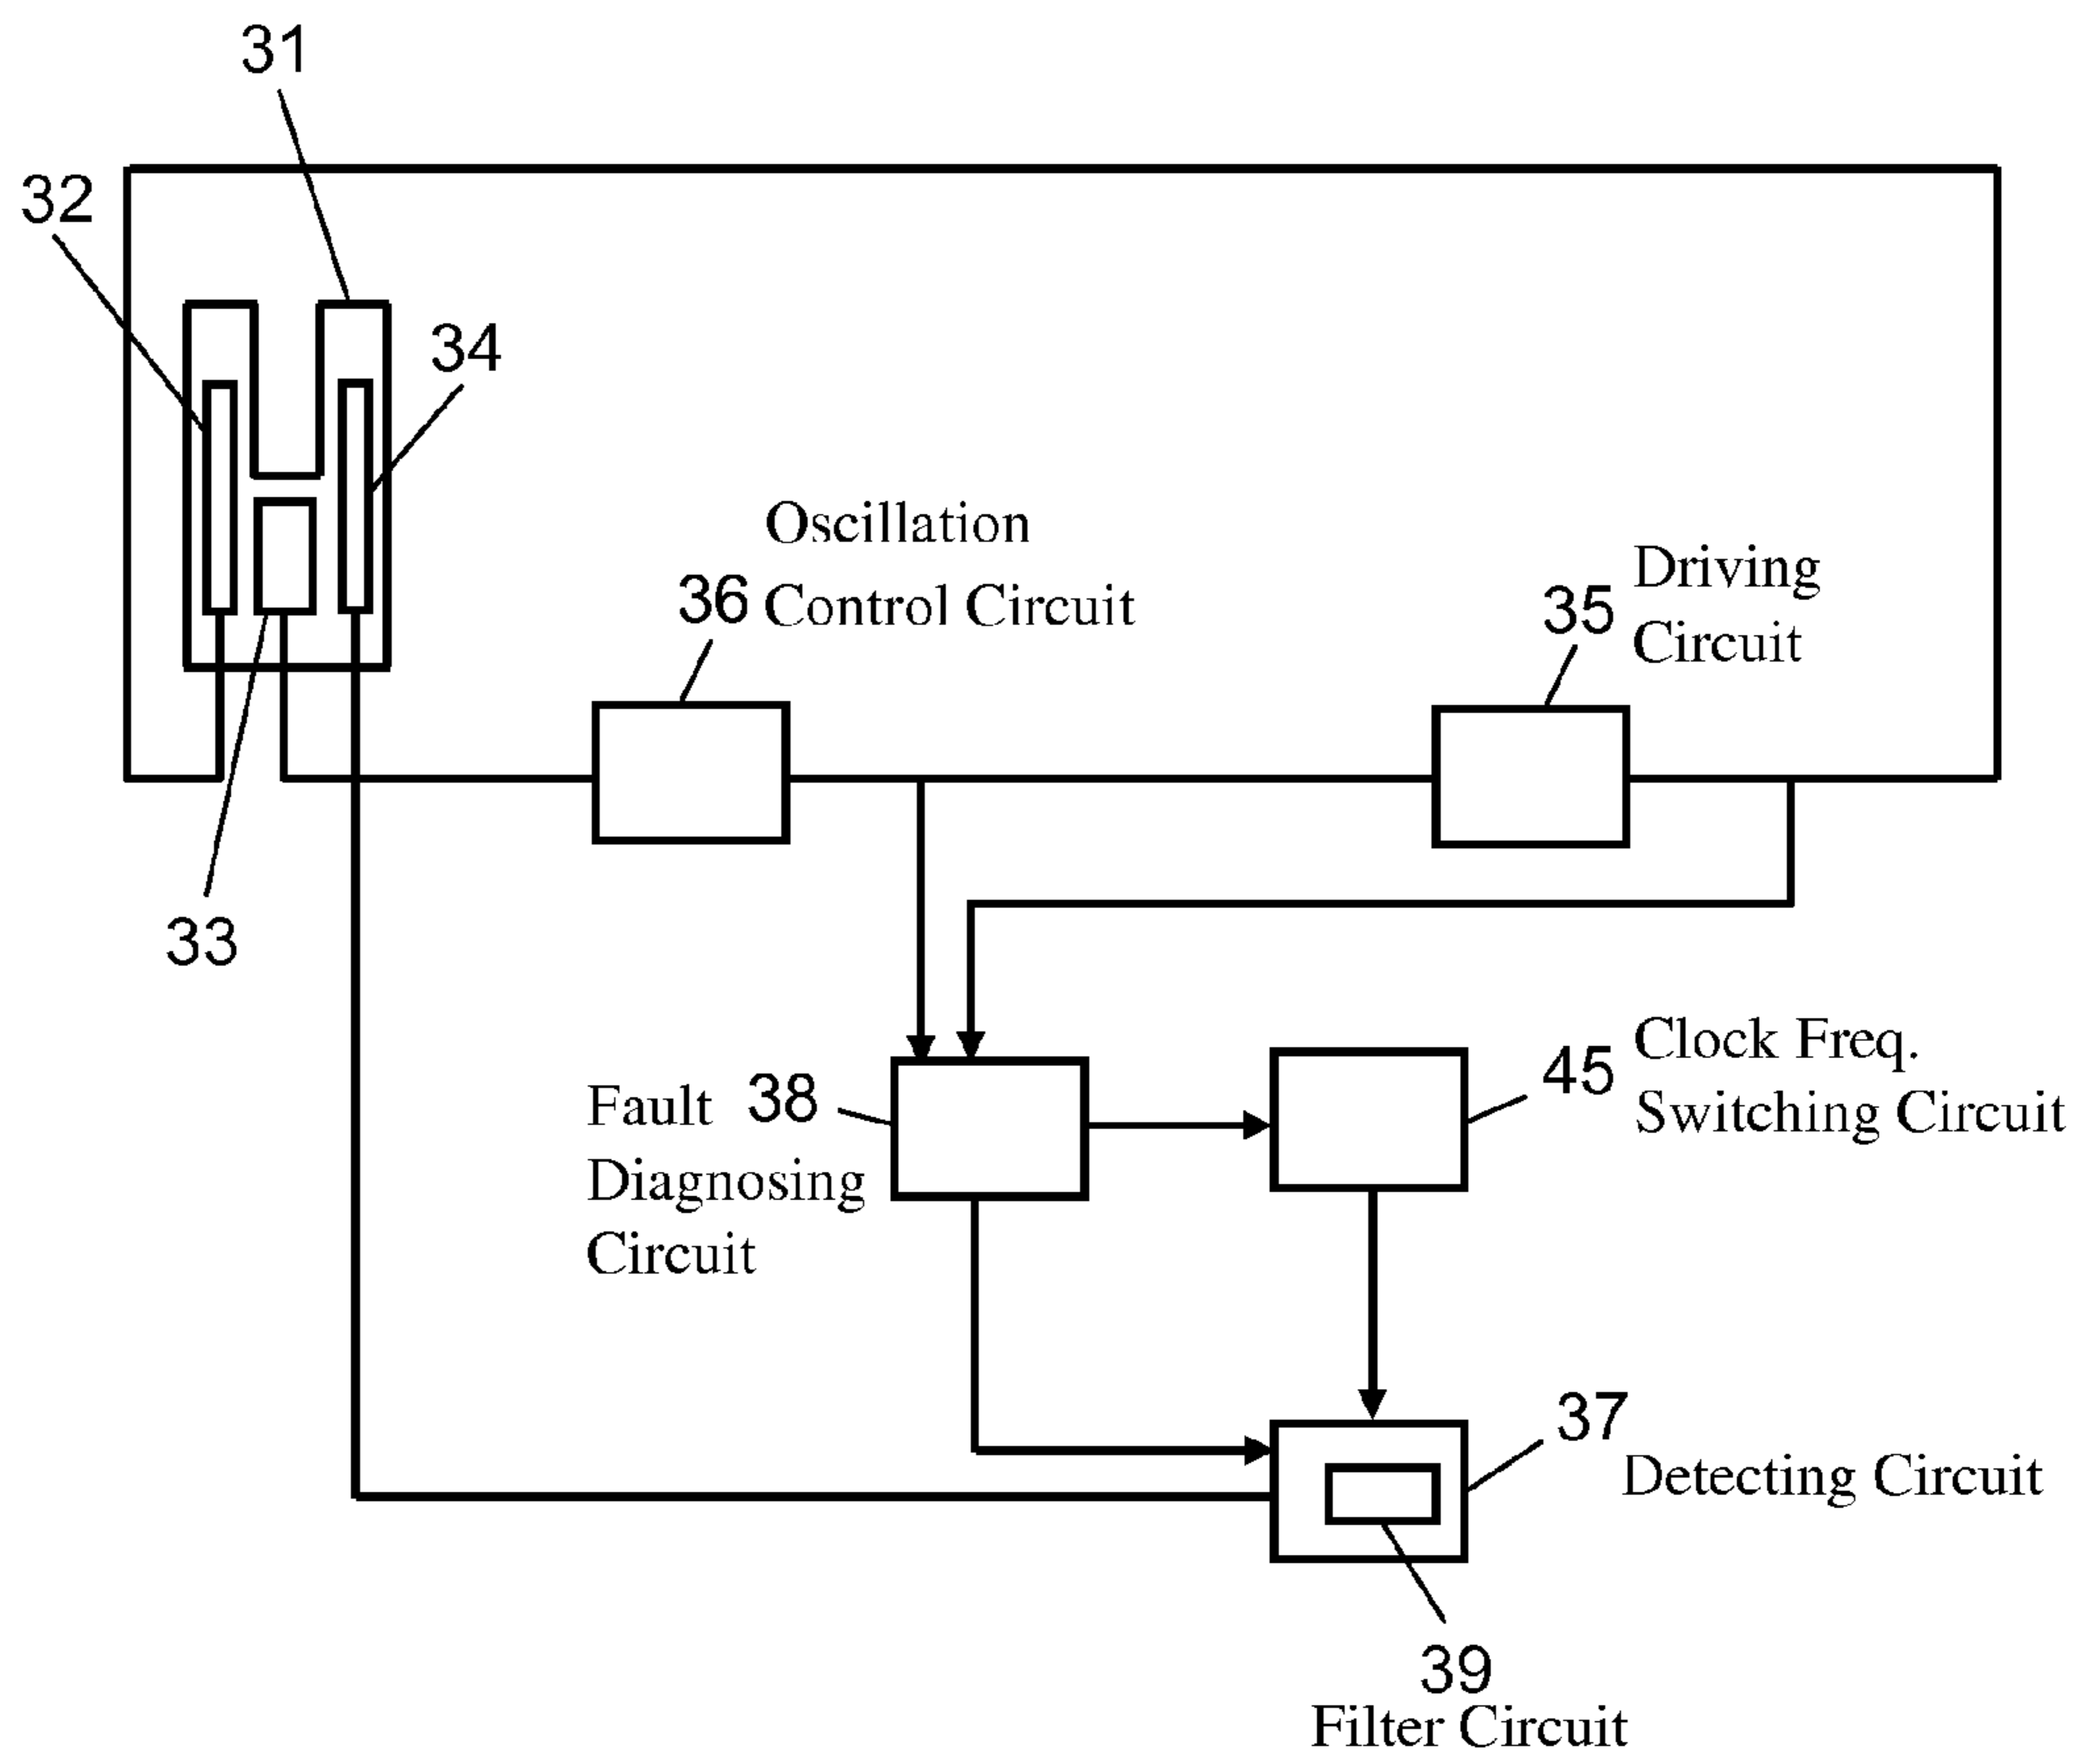 31
32
34
Oscillation
36 Control Circuit
Driving
35
Circuit
33
Clock Freq.
45
Switching Circuit
Fault 38
Diagnosing
Circuit
37
Detecting Circuit
39
Filter Circuit